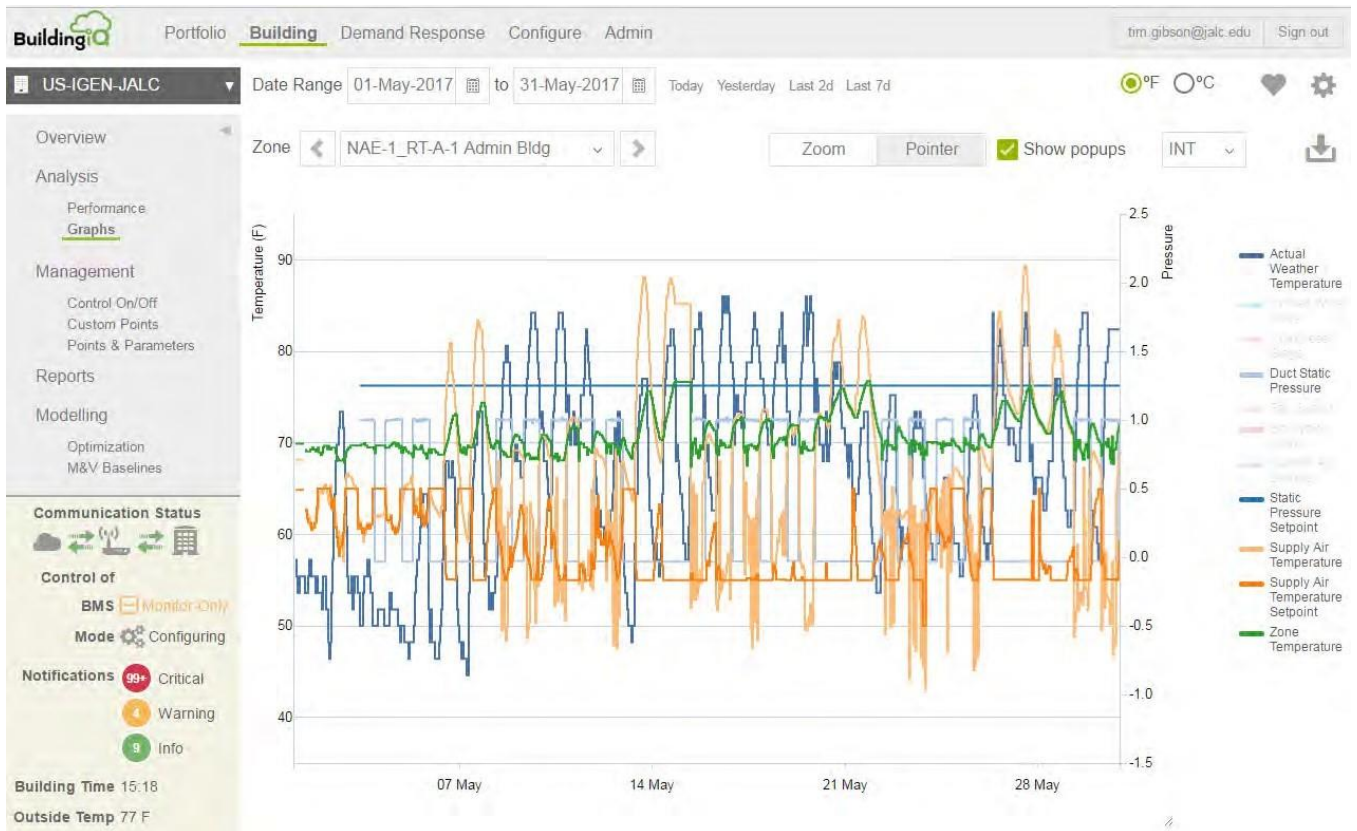 BuildingIQ
Portfolio Building Demand Response Configure Admin
tim.gibson@jalc.edu Sign out
US-IGEN-JALC
Date Range 01-May-2017 to 31-May-2017 Today Yesterday Last 2d Last 7d
°F °C
Overview
Analysis
Performance
Graphs
Management
Control On/Off
Custom Points
Points & Parameters
Reports
Modelling
Optimization
M&V Baselines
Communication Status
Control of
BMS Monitor-Only
Mode Configuring
Notifications 99+ Critical
4 Warning
9 Info
Building Time 15:18
Outside Temp 77 F
Zone NAE-1_RT-A-1 Admin Bldg
Zoom Pointer Show popups INT
Temperature (F)
90
80
70
60
50
40
07 May 14 May 21 May 28 May
Pressure
2.5
2.0
1.5
1.0
0.5
0.0
-0.5
-1.0
-1.5
Actual
Weather
Temperature
Duct Static
Pressure
Static
Pressure
Setpoint
Supply Air
Temperature
Supply Air
Temperature
Setpoint
Zone
Temperature